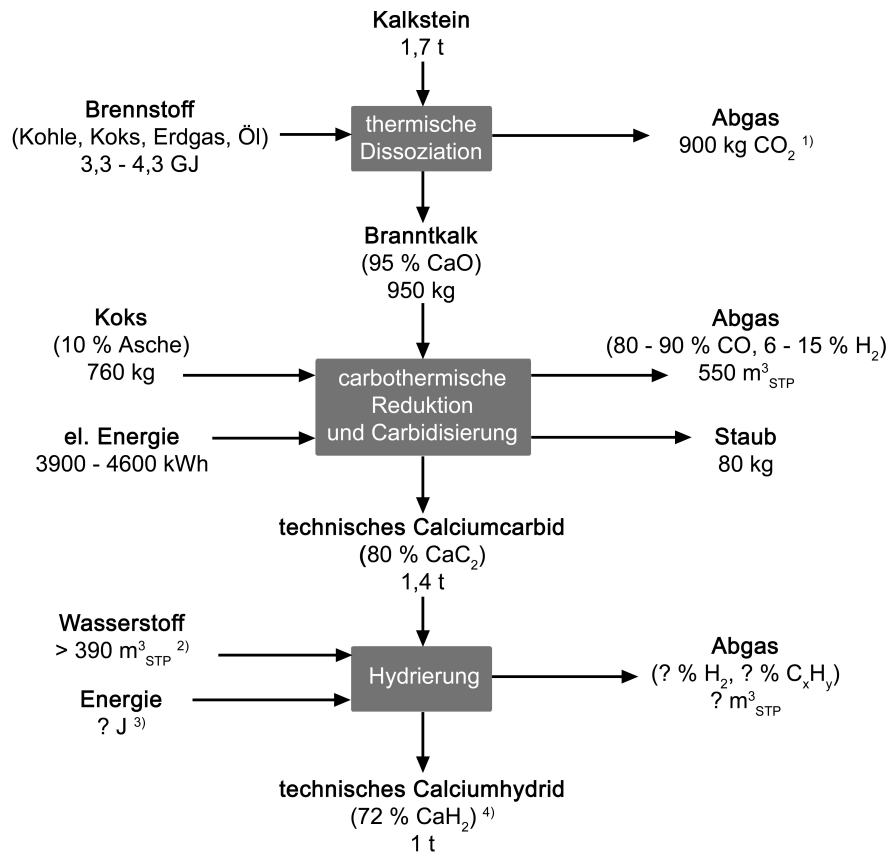 Kalkstein
1,7 t
Brennstoff
(Kohle, Koks, Erdgas, Öl)
3,3 - 4,3 GJ
thermische
Dissoziation
Abgas
900 kg CO₂ ¹⁾
Branntkalk
(95 % CaO)
950 kg
Koks
(10 % Asche)
760 kg
el. Energie
3900 - 4600 kWh
carbothermische
Reduktion
und Carbidisierung
Abgas
(80 - 90 % CO, 6 - 15 % H₂)
550 m³STP
Staub
80 kg
technisches Calciumcarbid
(80 % CaC₂)
1,4 t
Wasserstoff
> 390 m³STP ²⁾
Energie
? J ³⁾
Hydrierung
Abgas
(? % H₂, ? % CₓHᵧ)
? m³STP
technisches Calciumhydrid
(72 % CaH₂) ⁴⁾
1 t